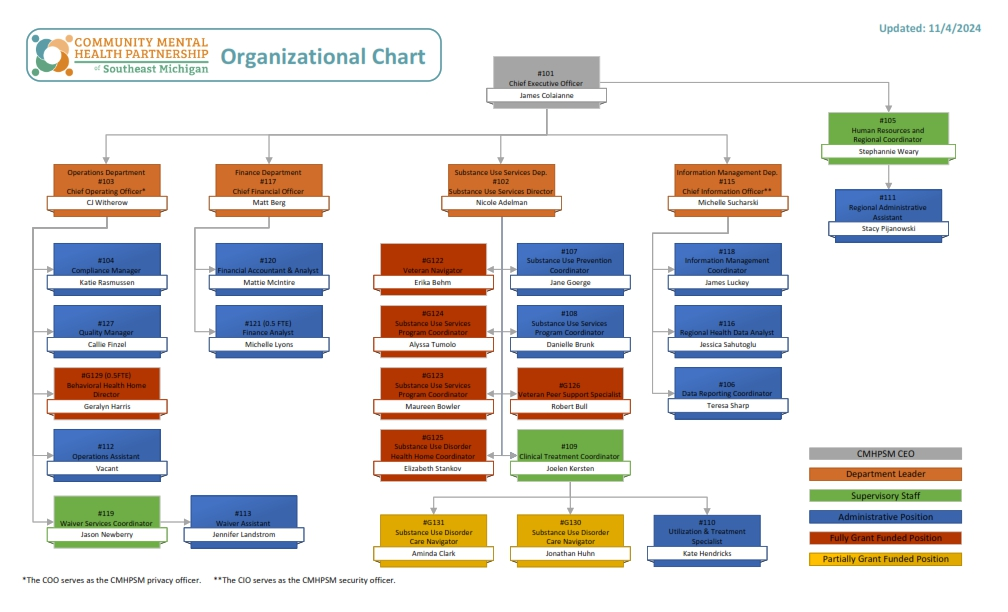 Updated: 11/4/2024
COMMUNITY MENTAL
HEALTH PARTNERSHIP
of Southeast Michigan
Organizational Chart
#101
Chief Executive Officer
James Colaianne
#105
Human Resources and
Regional Coordinator
Stephannie Weary
#111
Regional Administrative
Assistant
Stacy Pijanowski
Operations Department
#103
Chief Operating Officer*
CJ Witherow
Finance Department
#117
Chief Financial Officer
Matt Berg
Substance Use Services Dep.
#102
Substance Use Services Director
Nicole Adelman
Information Management Dep.
#115
Chief Information Officer**
Michelle Sucharski
#104
Compliance Manager
Katie Rasmussen
#120
Financial Accountant & Analyst
Mattie McIntire
#G122
Veteran Navigator
Erika Behm
#107
Substance Use Prevention
Coordinator
Jane Goerge
#118
Information Management
Coordinator
James Luckey
#127
Quality Manager
Callie Finzel
#121 (0.5 FTE)
Finance Analyst
Michelle Lyons
#G124
Substance Use Services
Program Coordinator
Alyssa Tumolo
#108
Substance Use Services
Program Coordinator
Danielle Brunk
#116
Regional Health Data Analyst
Jessica Sahutoglu
#G129 (0.5FTE)
Behavioral Health Home
Director
Geralyn Harris
#G123
Substance Use Services
Program Coordinator
Maureen Bowler
#G126
Veteran Peer Support Specialist
Robert Bull
#106
Data Reporting Coordinator
Teresa Sharp
#112
Operations Assistant
Vacant
#G125
Substance Use Disorder
Health Home Coordinator
Elizabeth Stankov
#109
Clinical Treatment Coordinator
Joelen Kersten
#119
Waiver Services Coordinator
Jason Newberry
#113
Waiver Assistant
Jennifer Landstrom
#G131
Substance Use Disorder
Care Navigator
Aminda Clark
#G130
Substance Use Disorder
Care Navigator
Jonathan Huhn
#110
Utilization & Treatment
Specialist
Kate Hendricks
CMHPSM CEO
Department Leader
Supervisory Staff
Administrative Position
Fully Grant Funded Position
Partially Grant Funded Position
*The COO serves as the CMHPSM privacy officer. **The CIO serves as the CMHPSM security officer.